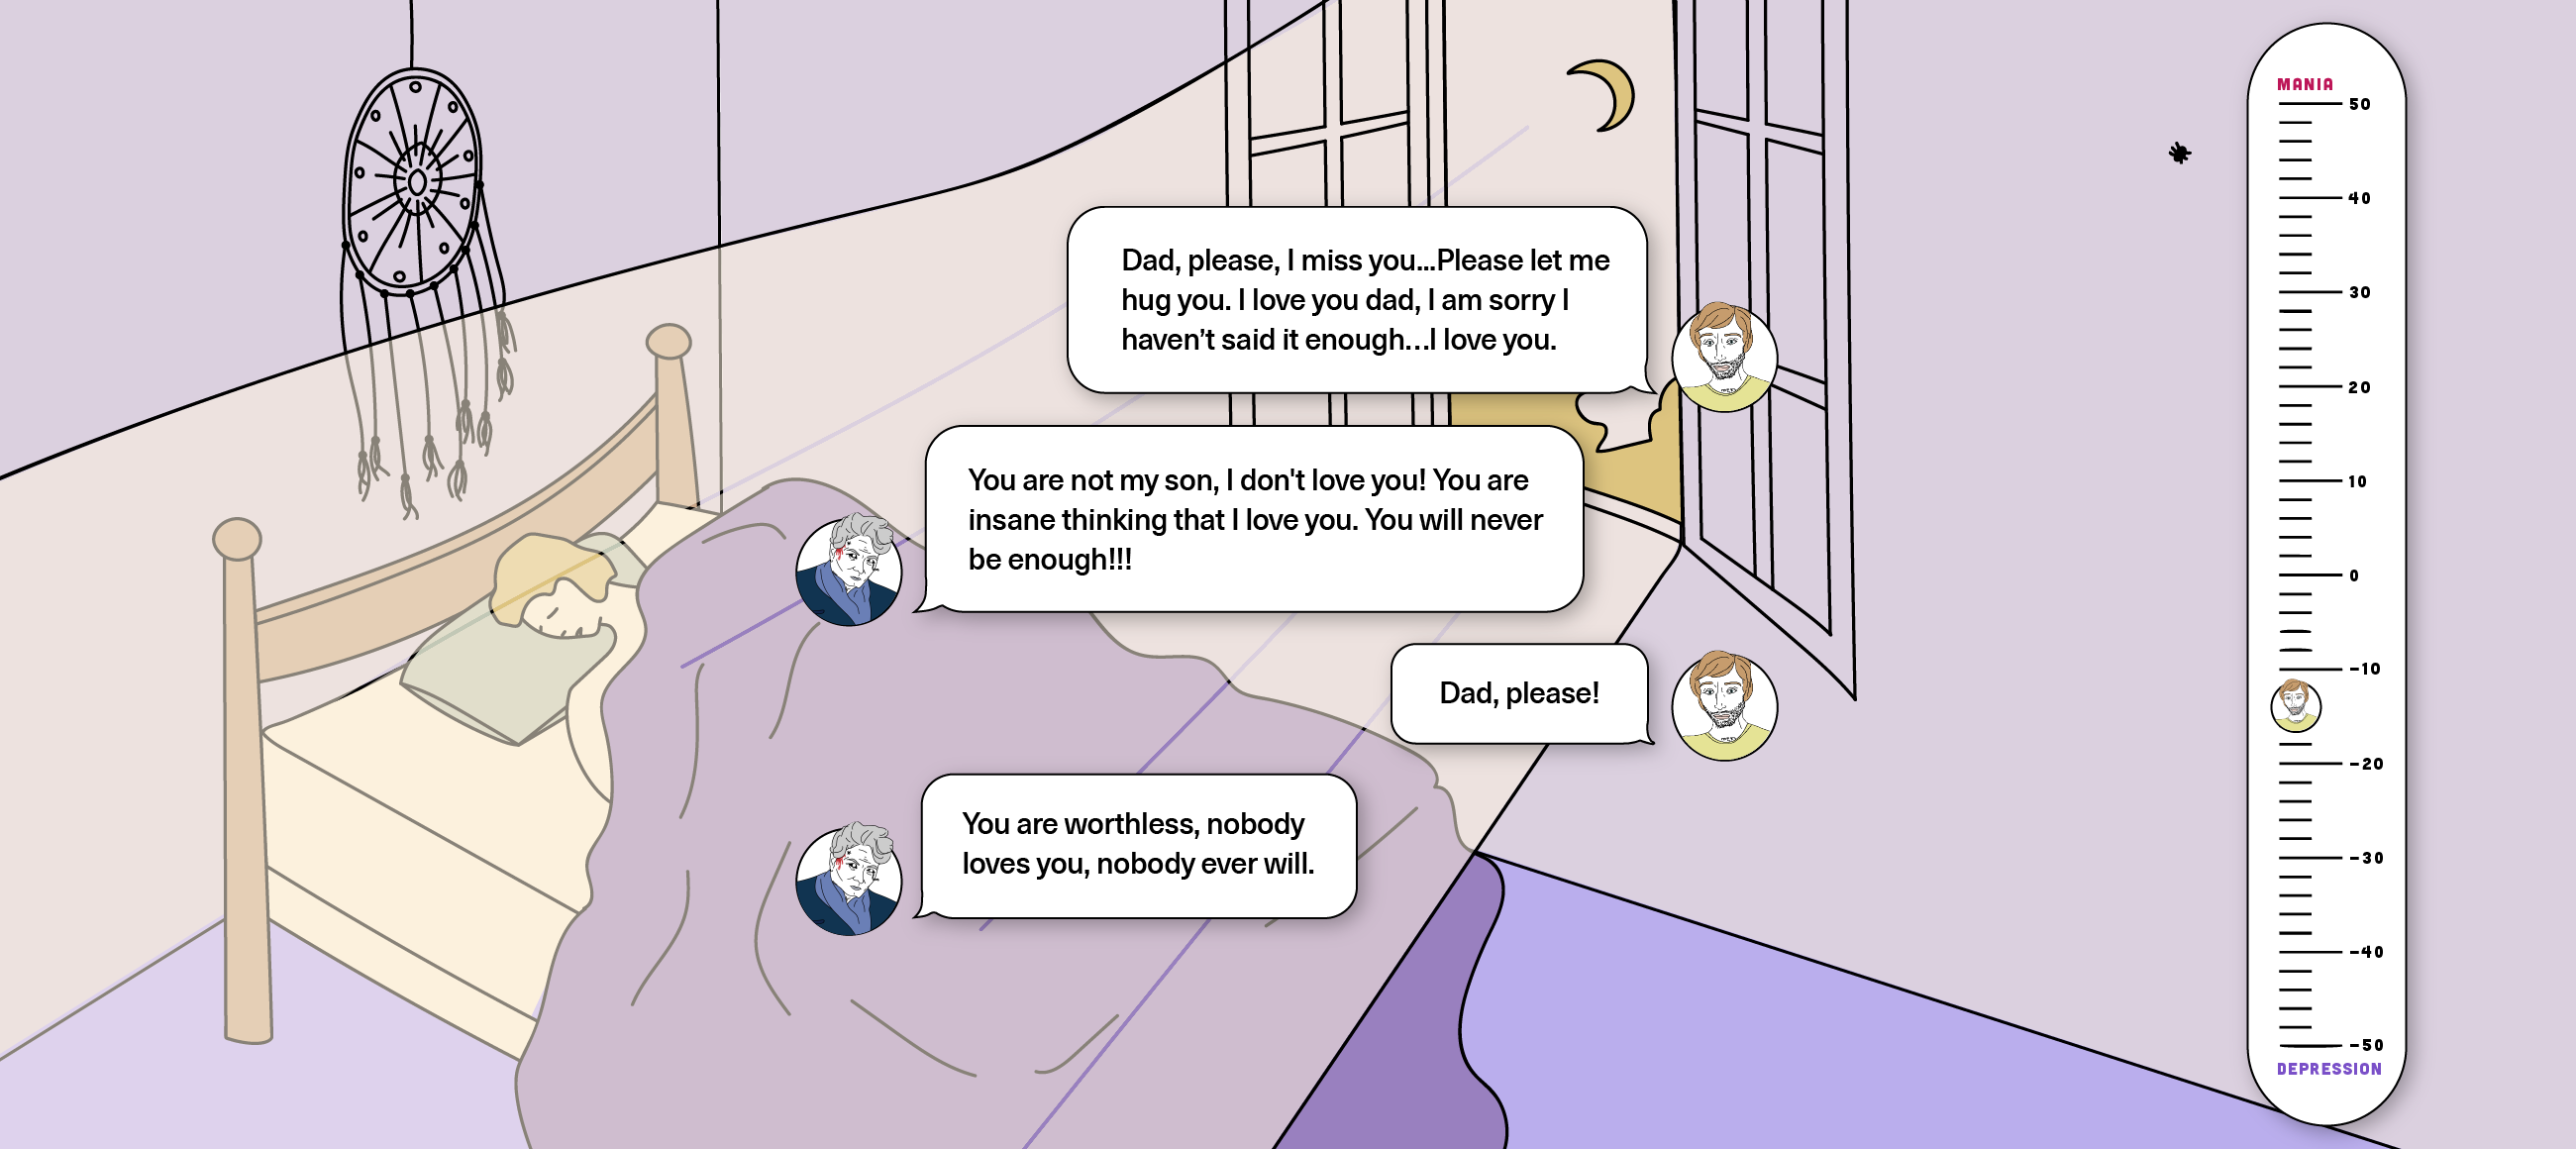 Dad, please, I miss you...Please let me
hug you. I love you dad, I am sorry I
haven't said it enough...I love you.
You are not my son, I don't love you! You are
insane thinking that I love you. You will never
be enough!!!
Dad, please!
You are worthless, nobody
loves you, nobody ever will.
MANIA
50
40
30
20
10
0
-10
-20
-30
-40
-50
DEPRESSION